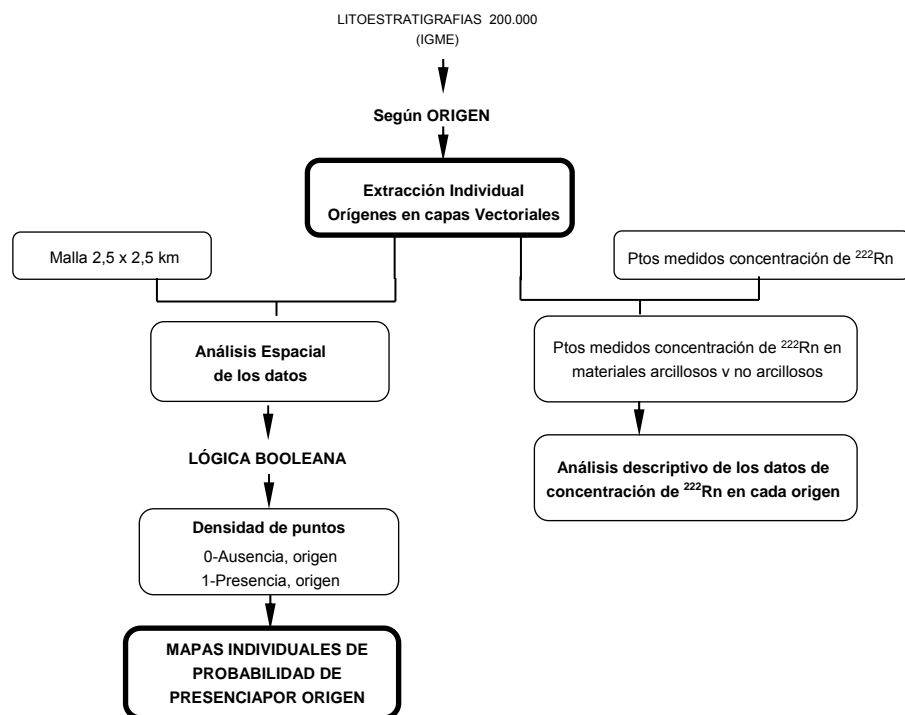 LITOESTRATIGRAFIAS 200.000
(IGME)
Según ORIGEN
Extracción Individual
Orígenes en capas Vectoriales
Malla 2,5 x 2,5 km
Ptos medidos concentración de ²²²Rn
Análisis Espacial
de los datos
Ptos medidos concentración de ²²²Rn en
materiales arcillosos v no arcillosos
LÓGICA BOOLEANA
Análisis descriptivo de los datos de
concentración de ²²²Rn en cada origen
Densidad de puntos
0-Ausencia, origen
1-Presencia, origen
MAPAS INDIVIDUALES DE
PROBABILIDAD DE
PRESENCIAPOR ORIGEN